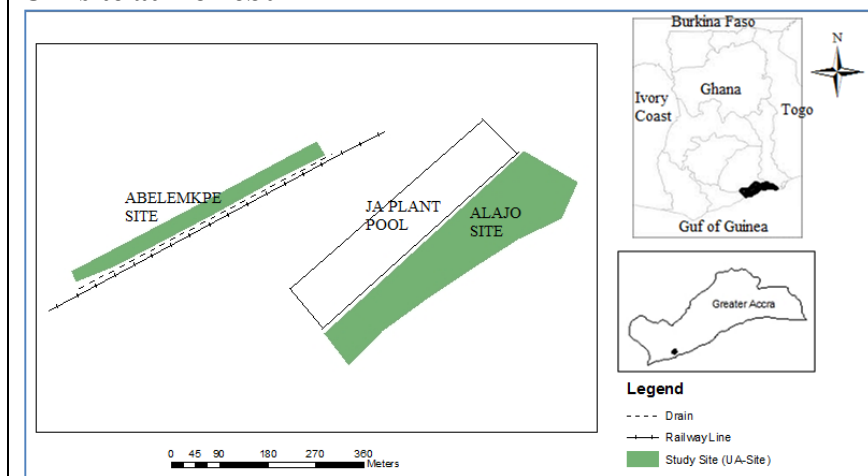 ABELEMKPE
SITE
JA PLANT
POOL
ALAJO
SITE
0 45 90 180 270 360
Meters
Burkina Faso
N
Ivory
Coast
Ghana
Togo
Guf of Guinea
Greater Accra
Legend
Drain
Railway Line
Study Site (UA-Site)